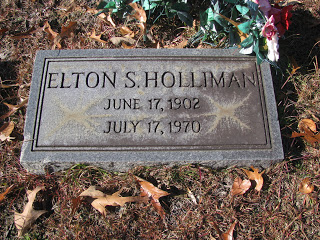 ELTON S. HOLLIMAN
JUNE 17, 1902
JULY 17, 1970